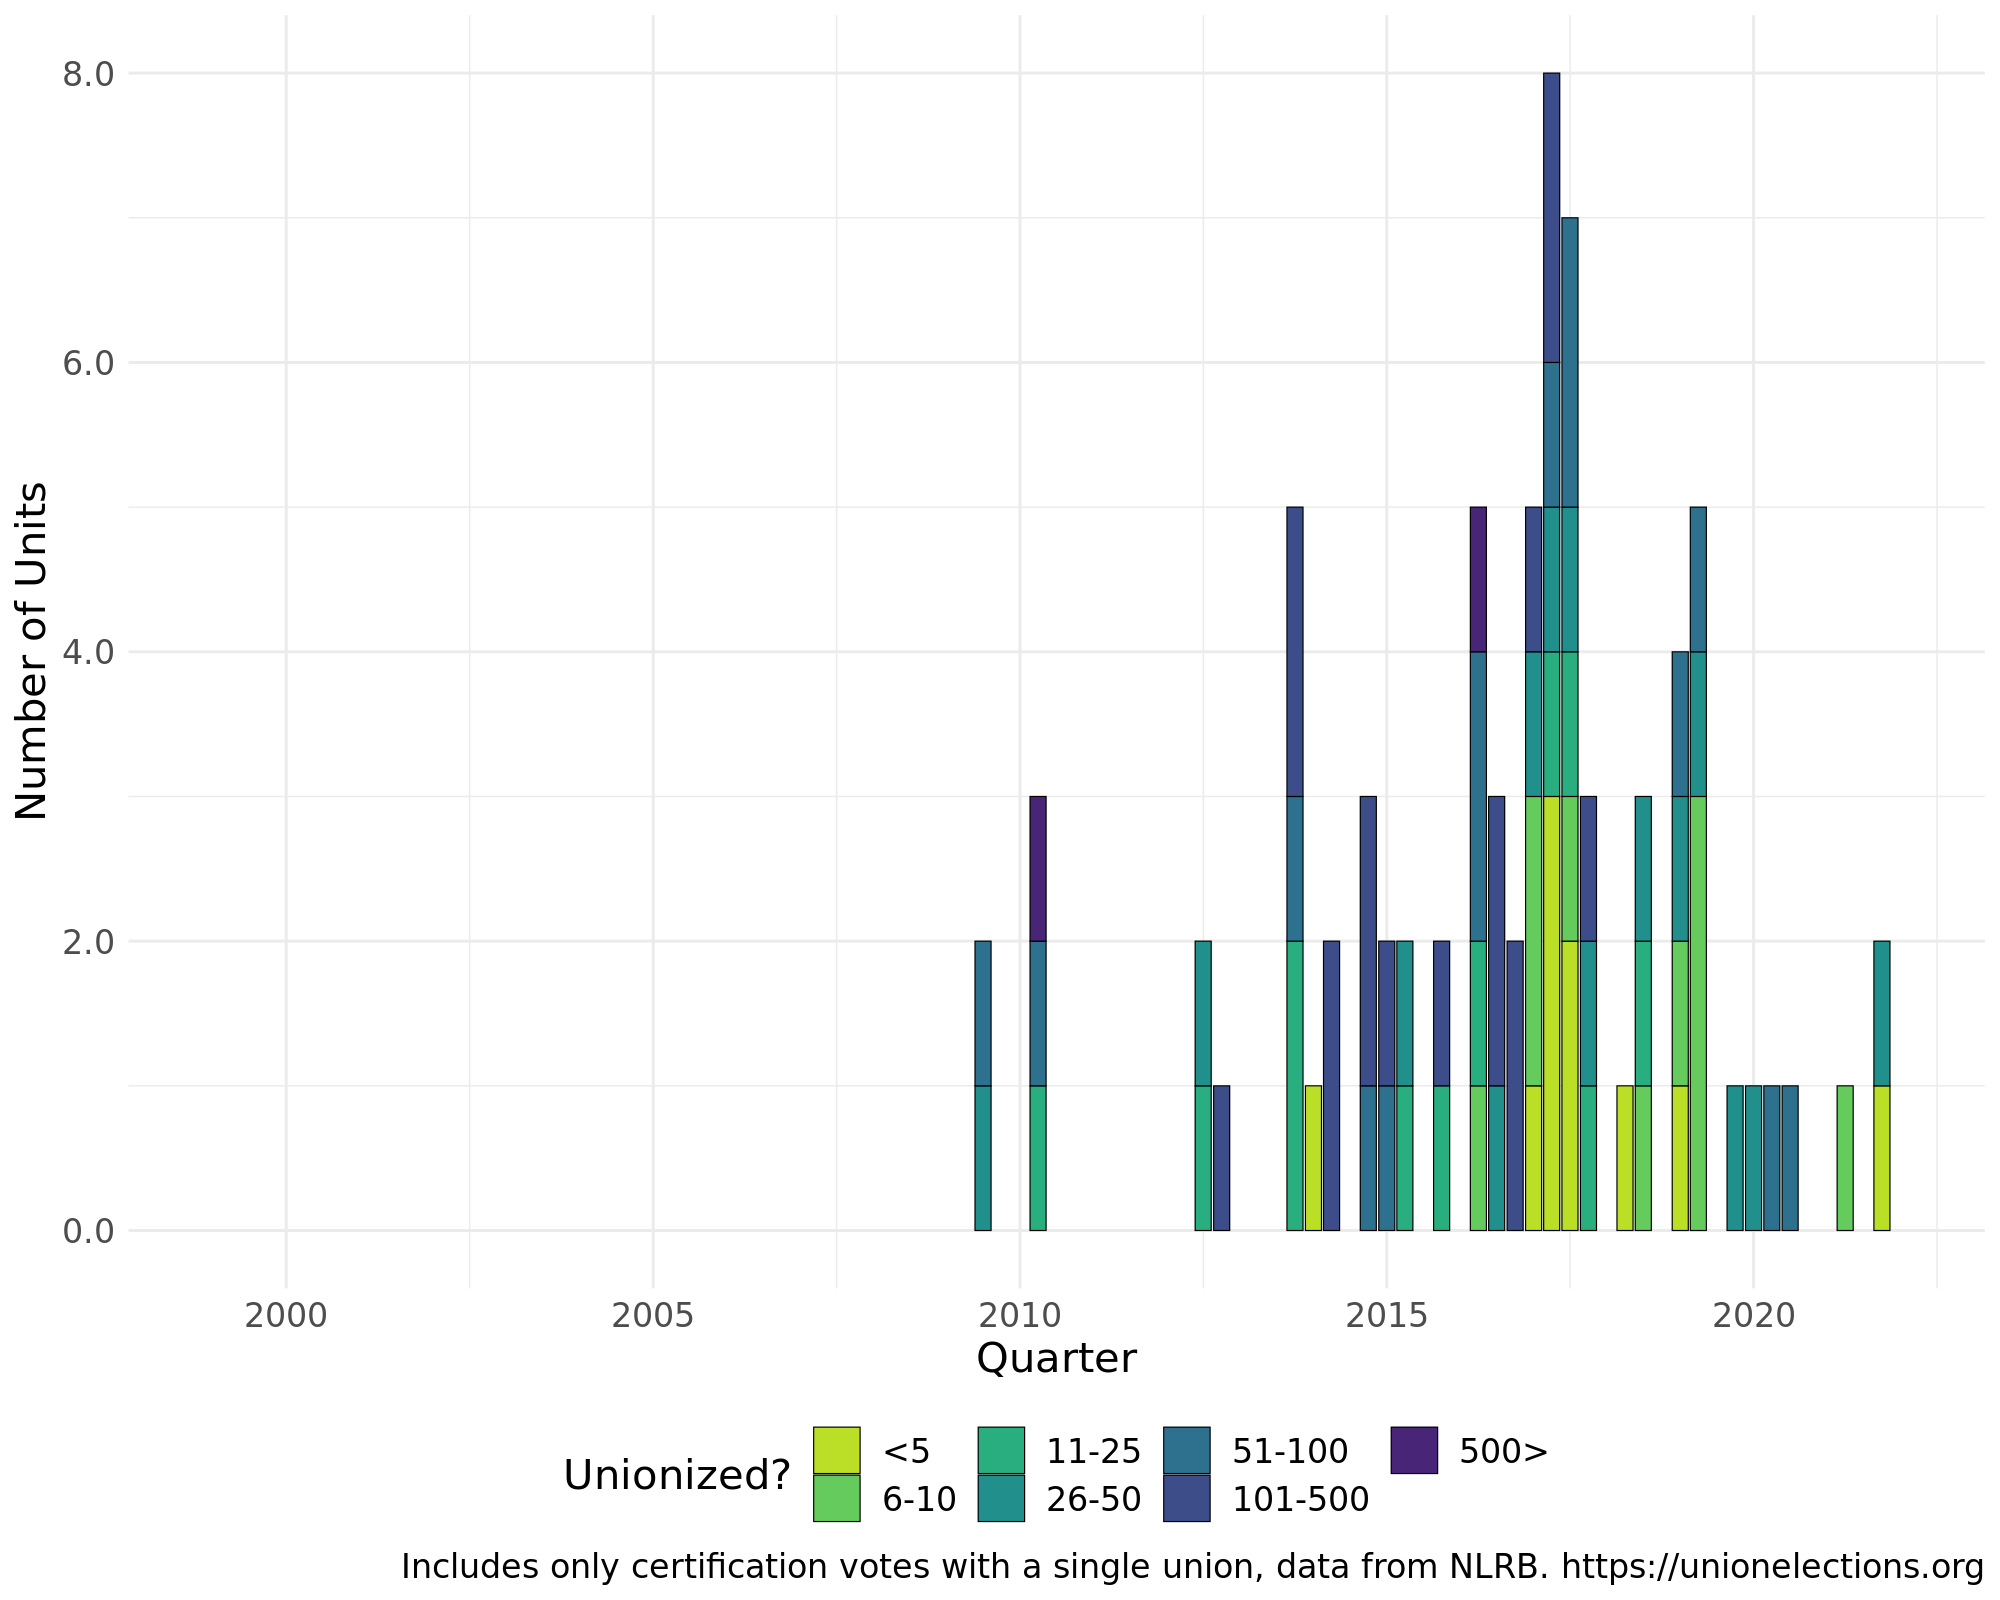 8.0
6.0
4.0
2.0
0.0
Number of Units
2000 2005 2010 2015 2020
Quarter
Unionized?
<5 11-25 51-100 500>
6-10 26-50 101-500
Includes only certification votes with a single union, data from NLRB. https://unionelections.org